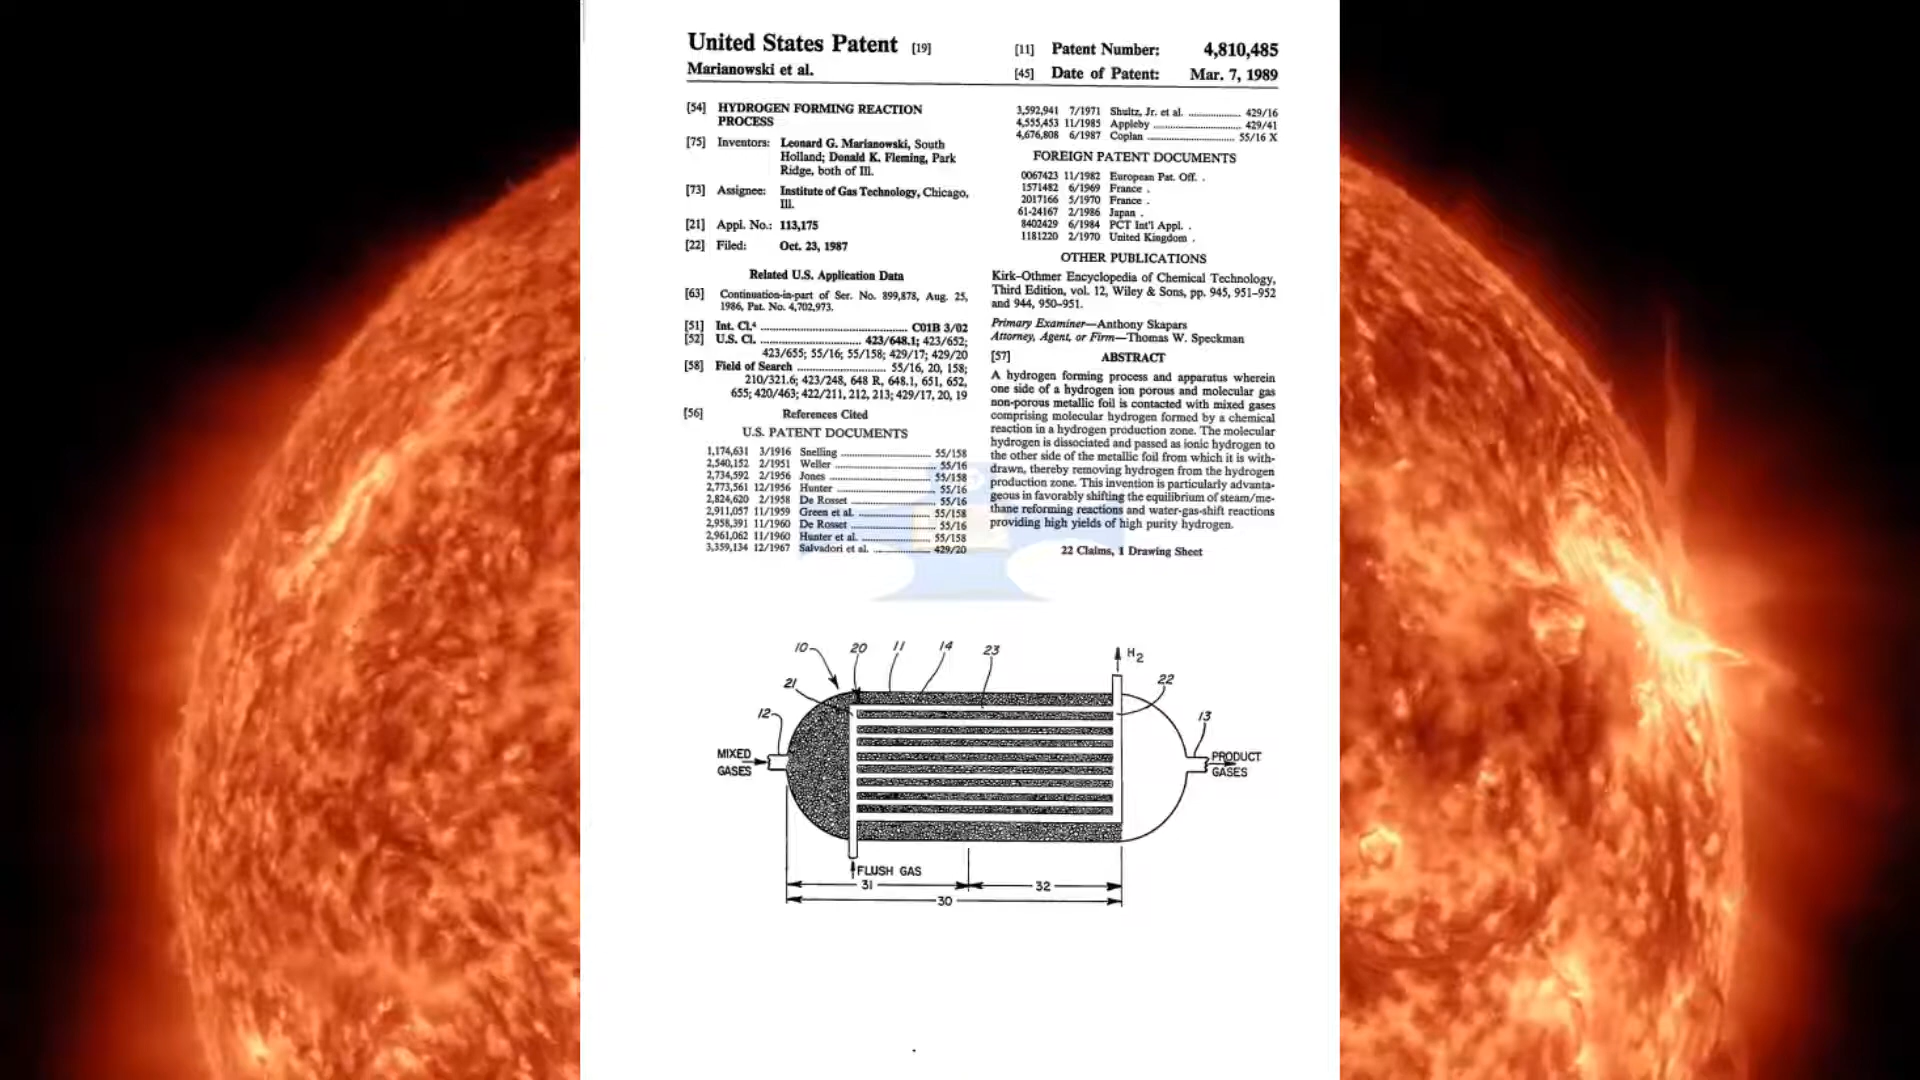 United States Patent [19]
Marianowski et al.
[11] Patent Number: 4,810,485
[45] Date of Patent: Mar. 7, 1989
[54] HYDROGEN FORMING REACTION
PROCESS
[75] Inventors: Leonard G. Marianowski, South
Holland; Donald K. Fleming, Park
Ridge, both of Ill.
[73] Assignee: Institute of Gas Technology, Chicago,
Ill.
[21] Appl. No.: 113,175
[22] Filed: Oct. 23, 1987
Related U.S. Application Data
[63] Continuation-in-part of Ser. No. 899,878, Aug. 25,
1986, Pat. No. 4,702,973.
[51] Int. Cl.⁴ ........................................ C01B 3/02
[52] U.S. Cl. .............................. 423/648.1; 423/652;
423/655; 55/16; 55/158; 429/17; 429/20
[58] Field of Search ........................ 55/16, 20, 158;
210/321.6; 423/248, 648 R, 648.1, 651, 652,
655; 420/463; 422/211, 212, 213; 429/17, 20, 19
[56] References Cited
U.S. PATENT DOCUMENTS
1,174,631 3/1916 Snelling ............................ 55/158
2,540,152 2/1951 Weller ............................... 55/16
2,734,592 2/1956 Jones ................................ 55/158
2,773,561 12/1956 Hunter .............................. 55/16
2,824,620 2/1958 De Rosset .......................... 55/16
2,911,057 11/1959 Green et al. ....................... 55/158
2,958,391 11/1960 De Rosset .......................... 55/16
2,961,062 11/1960 Hunter et al. ...................... 55/158
3,359,134 12/1967 Salvadori et al. ................... 429/20
3,592,941 7/1971 Shultz, Jr. et al. ................. 429/16
4,555,453 11/1985 Appleby ............................ 429/41
4,676,808 6/1987 Coplan .............................. 55/16 X
FOREIGN PATENT DOCUMENTS
0067423 11/1982 European Pat. Off. .
1571482 6/1969 France .
2017166 5/1970 France .
61-24167 2/1986 Japan .
8402429 6/1984 PCT Int'l Appl. .
1181220 2/1970 United Kingdom .
OTHER PUBLICATIONS
Kirk-Othmer Encyclopedia of Chemical Technology,
Third Edition, vol. 12, Wiley & Sons, pp. 945, 951-952
and 944, 950-951.
Primary Examiner—Anthony Skapars
Attorney, Agent, or Firm—Thomas W. Speckman
[57] ABSTRACT
A hydrogen forming process and apparatus wherein
one side of a hydrogen ion porous and molecular gas
non-porous metallic foil is contacted with mixed gases
comprising molecular hydrogen formed by a chemical
reaction in a hydrogen production zone. The molecular
hydrogen is dissociated and passed as ionic hydrogen to
the other side of the metallic foil from which it is with-
drawn, thereby removing hydrogen from the hydrogen
production zone. This invention is particularly advanta-
geous in favorably shifting the equilibrium of steam/me-
thane reforming reactions and water-gas-shift reactions
providing high yields of high purity hydrogen.
22 Claims, 1 Drawing Sheet
10 20 11 14 23 H2
21 22
12 13
MIXED
GASES
PRODUCT
GASES
FLUSH GAS
31 32
30